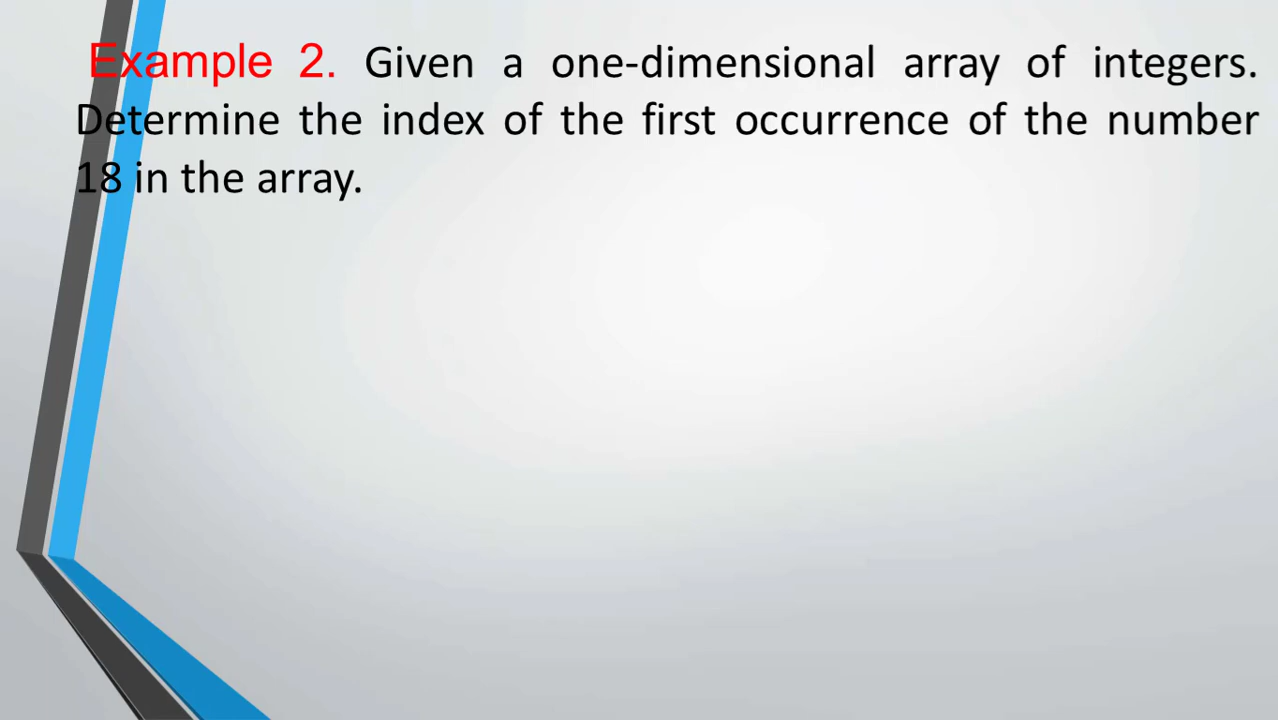 Example 2. Given a one-dimensional array of integers.
Determine the index of the first occurrence of the number
18 in the array.